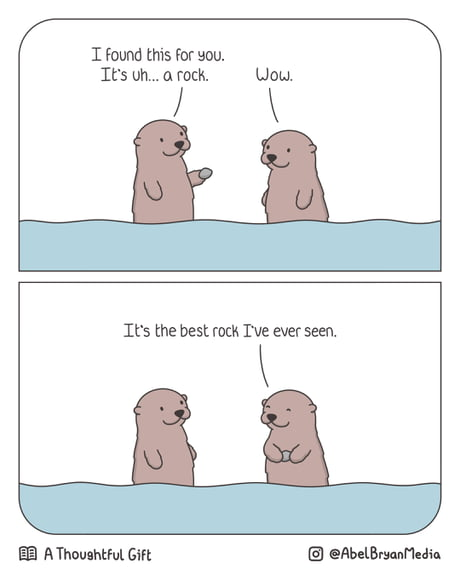 I found this for you.
It's uh... a rock.
Wow.
It's the best rock I've ever seen.
A Thoughtful Gift
@AbelBryanMedia